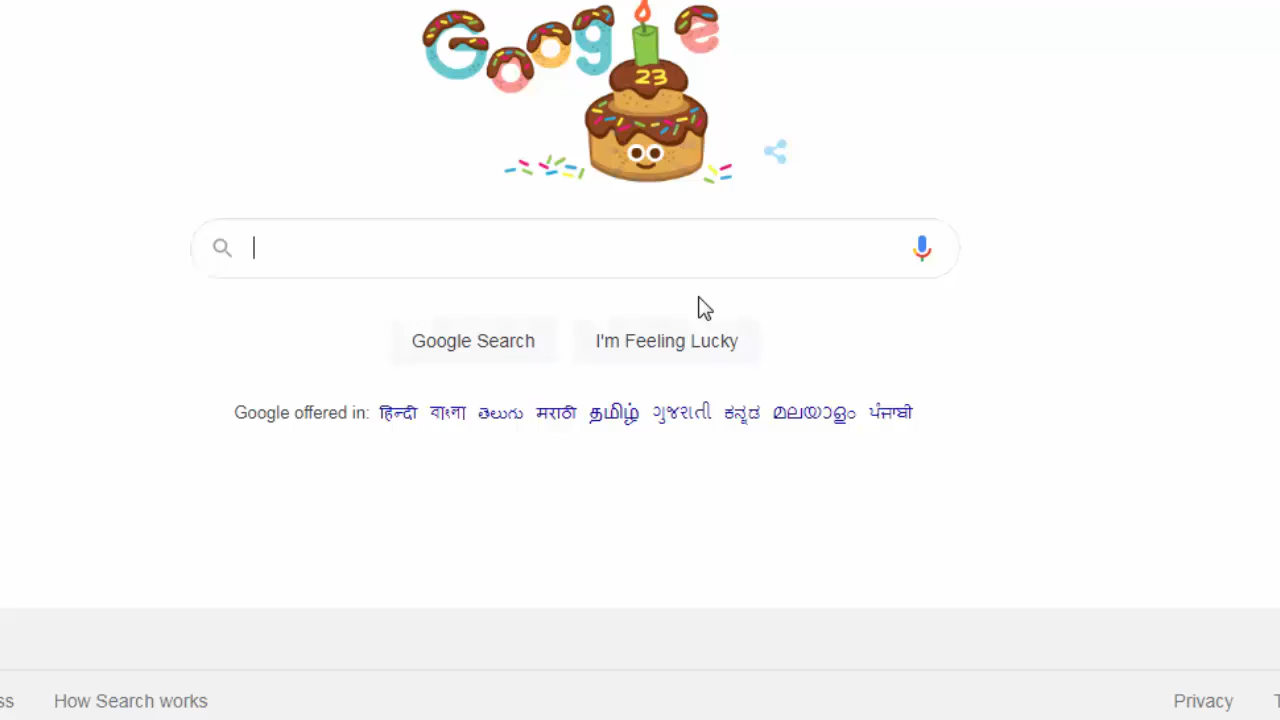 Google
23
Google Search I'm Feeling Lucky
Google offered in: हिन्दी বাংলা తెలుగు मराठी தமிழ் ગુજરાતી ಕನ್ನಡ മലയാളം ਪੰਜਾਬੀ
ss How Search works Privacy T